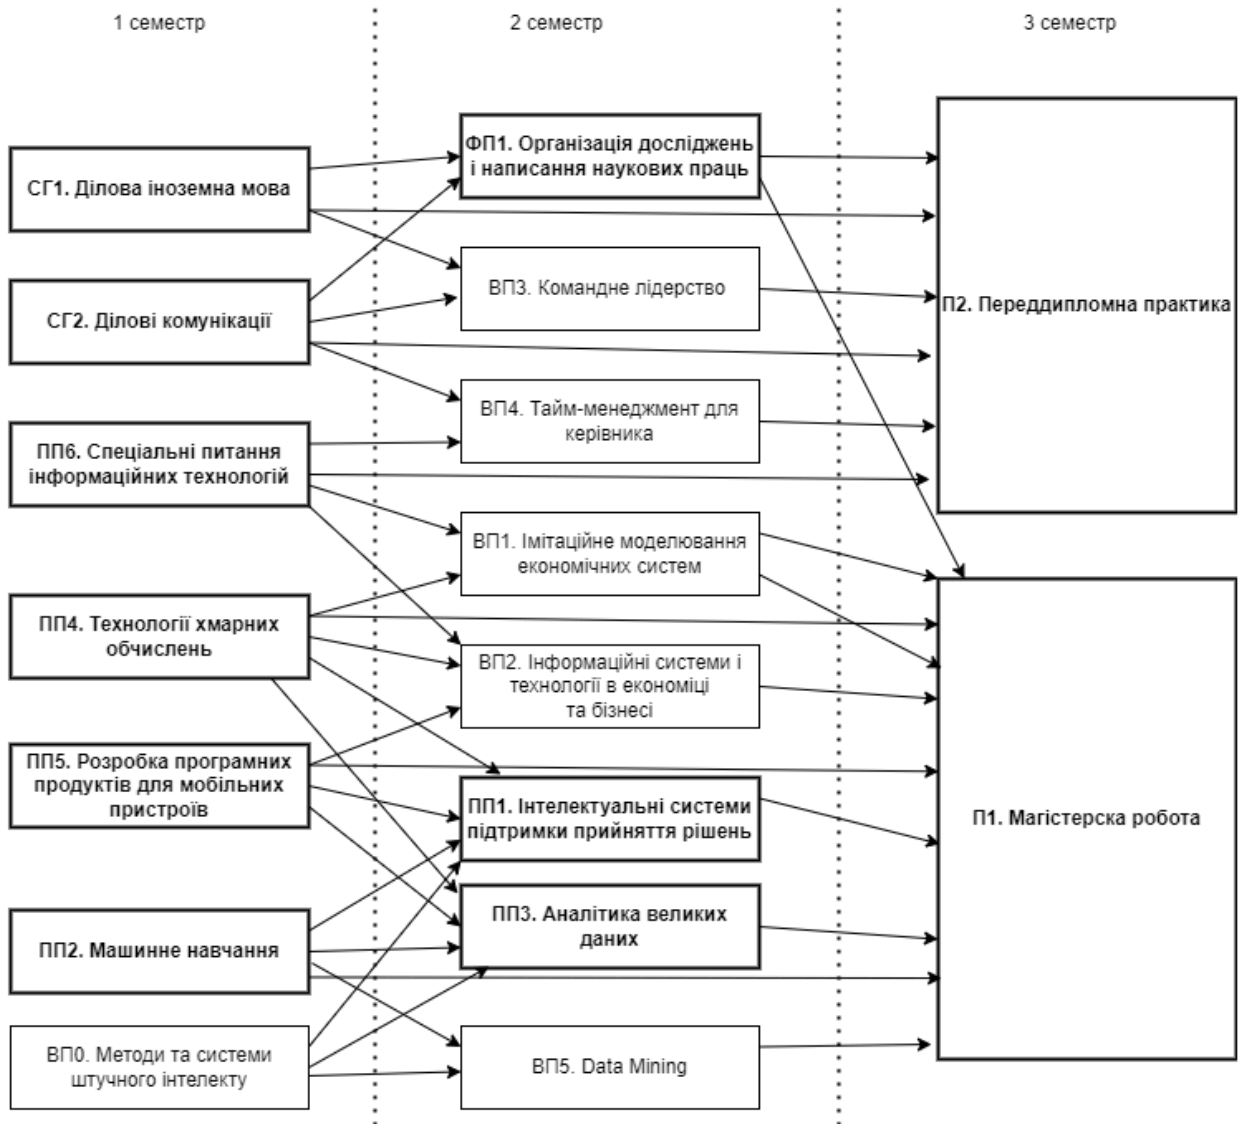 1 семестр
2 семестр
3 семестр
СГ1. Ділова іноземна мова
СГ2. Ділові комунікації
ПП6. Спеціальні питання
інформаційних технологій
ПП4. Технології хмарних
обчислень
ПП5. Розробка програмних
продуктів для мобільних
пристроїв
ПП2. Машинне навчання
ВП0. Методи та системи
штучного інтелекту
ФП1. Організація досліджень
і написання наукових праць
ВП3. Командне лідерство
ВП4. Тайм-менеджмент для
керівника
ВП1. Імітаційне моделювання
економічних систем
ВП2. Інформаційні системи і
технології в економіці
та бізнесі
ПП1. Інтелектуальні системи
підтримки прийняття рішень
ПП3. Аналітика великих
даних
ВП5. Data Mining
П2. Переддипломна практика
П1. Магістерска робота